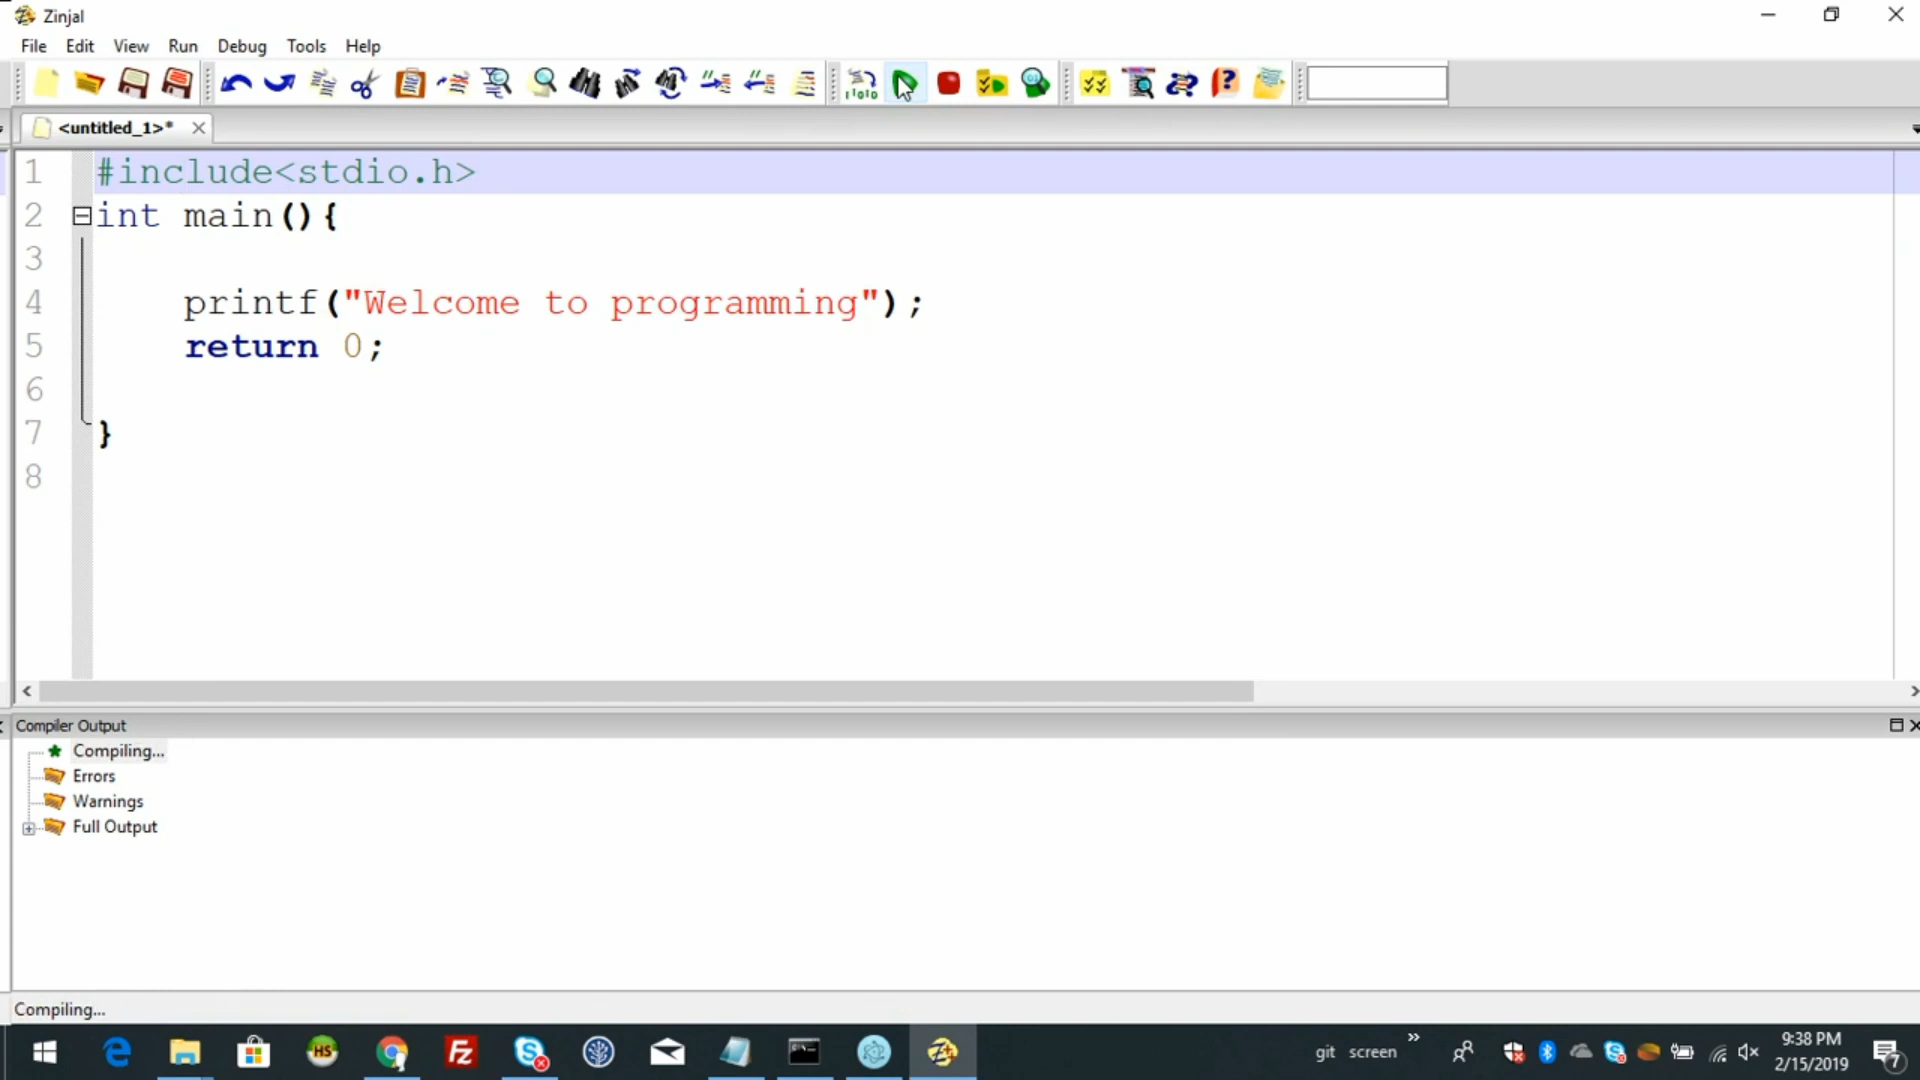 Zinjal
File Edit View Run Debug Tools Help
<untitled_1>*
1 #include<stdio.h>
2 int main(){
3
4 printf("Welcome to programming");
5 return 0;
6
7 }
8
Compiler Output
Compiling...
Errors
Warnings
Full Output
Compiling...
git screen
9:38 PM
2/15/2019
7